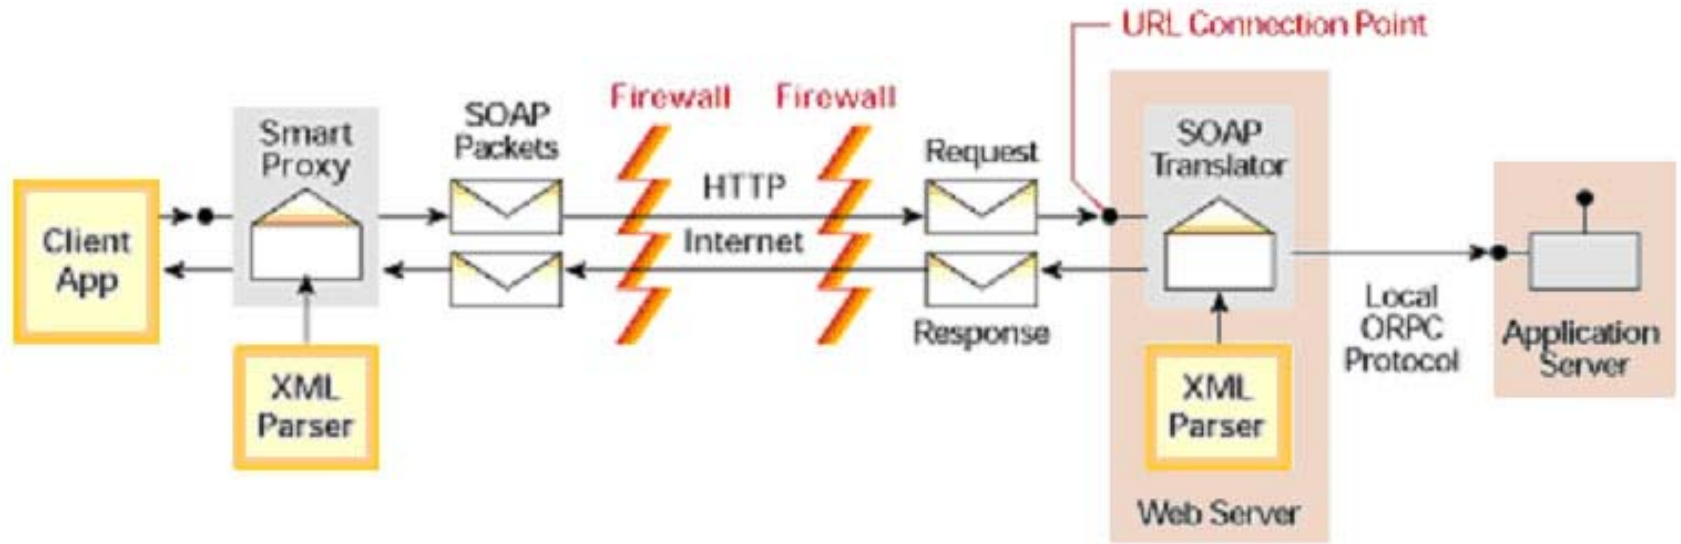 URL Connection Point
Firewall
Firewall
Smart
Proxy
SOAP
Packets
Request
SOAP
Translator
HTTP
Client
App
Internet
Response
Local
ORPC
Protocol
Application
Server
XML
Parser
XML
Parser
Web Server